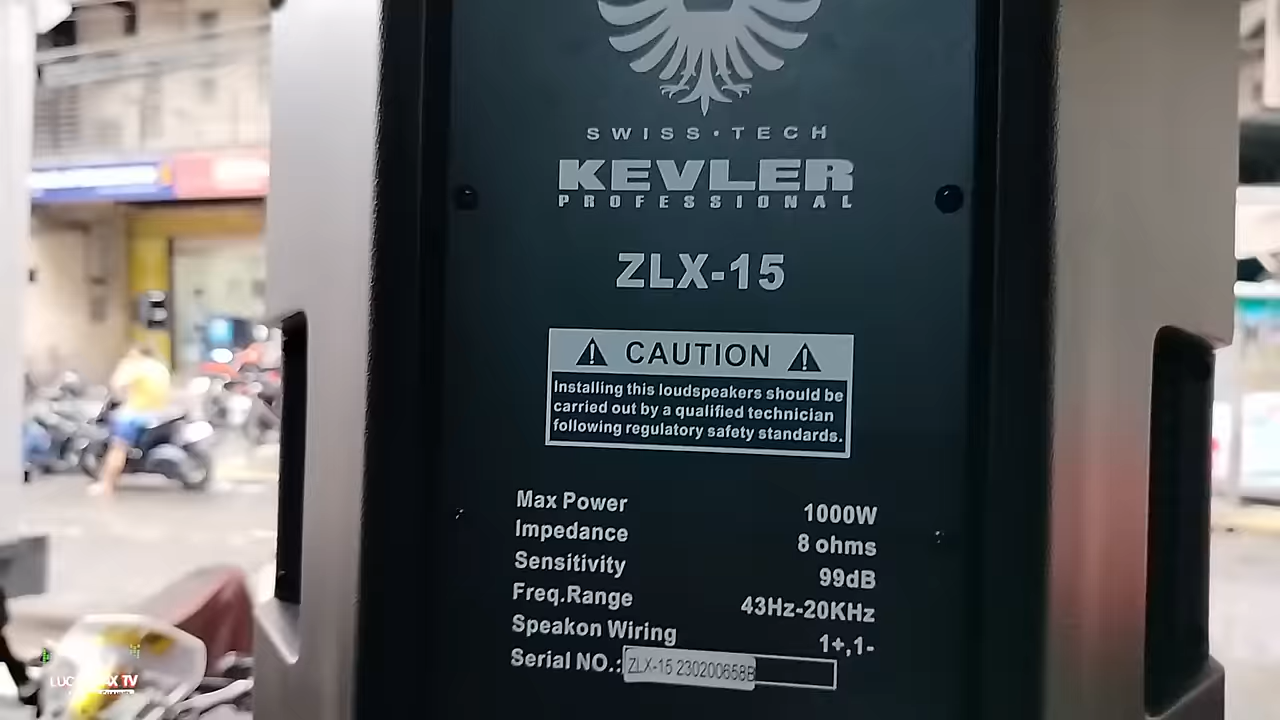 SWISS·TECH
KEVLER
PROFESSIONAL
ZLX-15
CAUTION
Installing this loudspeakers should be
carried out by a qualified technician
following regulatory safety standards.
Max Power 1000W
Impedance 8 ohms
Sensitivity 99dB
Freq.Range 43Hz-20KHz
Speakon Wiring 1+,1-
Serial NO.: ZLX-15 230200658B
TV